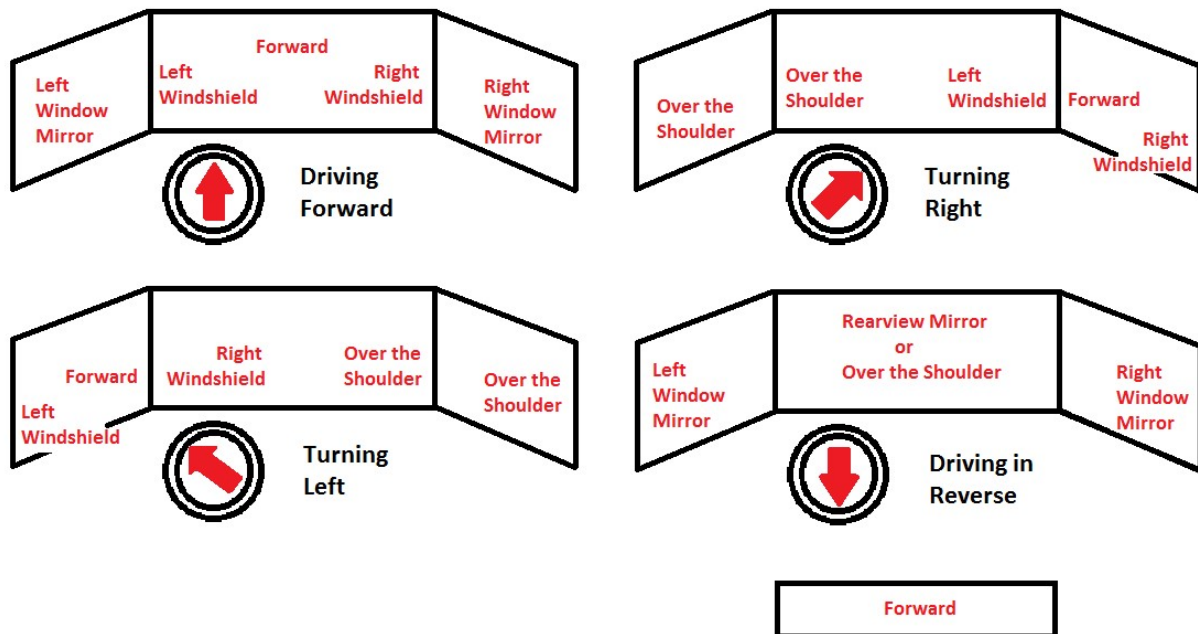 Forward
Left
Windshield
Right
Windshield
Left
Window
Mirror
Right
Window
Mirror
Driving
Forward
Over the
Shoulder
Over the
Shoulder
Left
Windshield
Forward
Right
Windshield
Turning
Right
Forward
Left
Windshield
Right
Windshield
Over the
Shoulder
Over the
Shoulder
Turning
Left
Rearview Mirror
or
Over the Shoulder
Left
Window
Mirror
Right
Window
Mirror
Driving in
Reverse
Forward